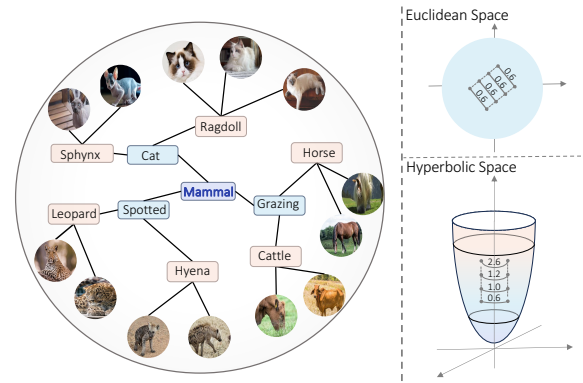 Ragdoll
Sphynx
Cat
Horse
Mammal
Leopard
Spotted
Grazing
Cattle
Hyena
Euclidean Space
0.6
0.6
0.6
0.6
Hyperbolic Space
2.6
1.2
1.0
0.6